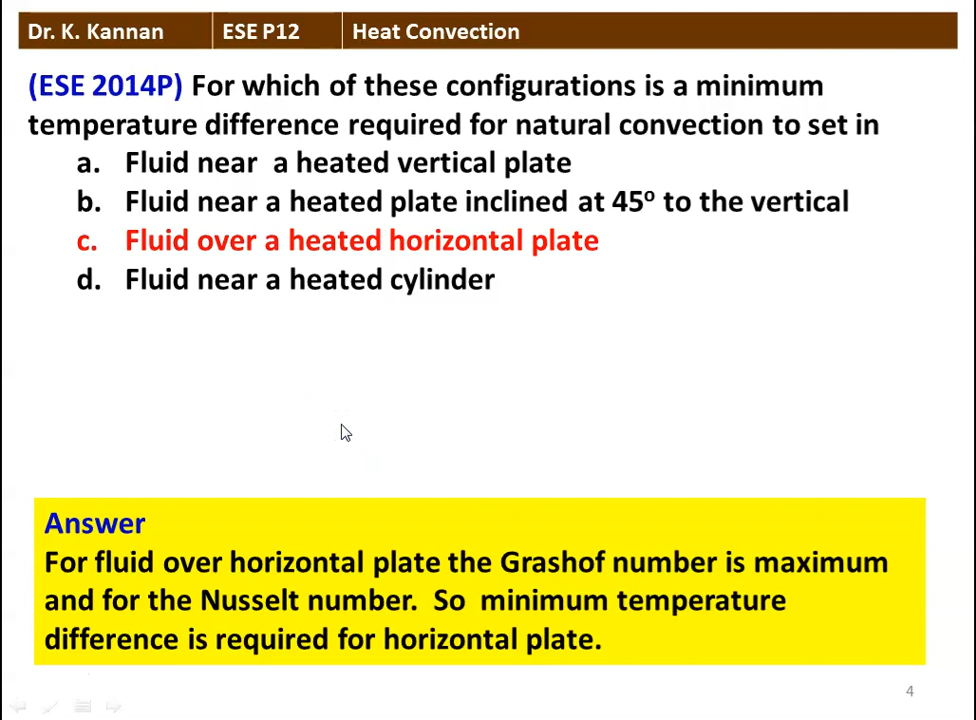 Dr. K. Kannan ESE P12 Heat Convection
(ESE 2014P) For which of these configurations is a minimum
temperature difference required for natural convection to set in
a. Fluid near a heated vertical plate
b. Fluid near a heated plate inclined at 45º to the vertical
c. Fluid over a heated horizontal plate
d. Fluid near a heated cylinder
Answer
For fluid over horizontal plate the Grashof number is maximum
and for the Nusselt number. So minimum temperature
difference is required for horizontal plate.
4